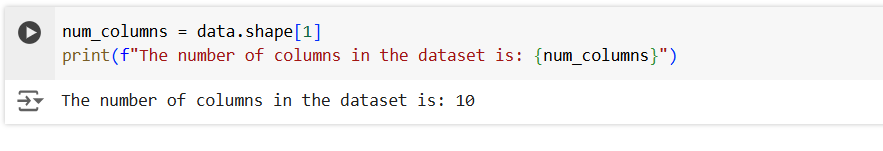 num_columns = data.shape[1]
print(f"The number of columns in the dataset is: {num_columns}")
The number of columns in the dataset is: 10